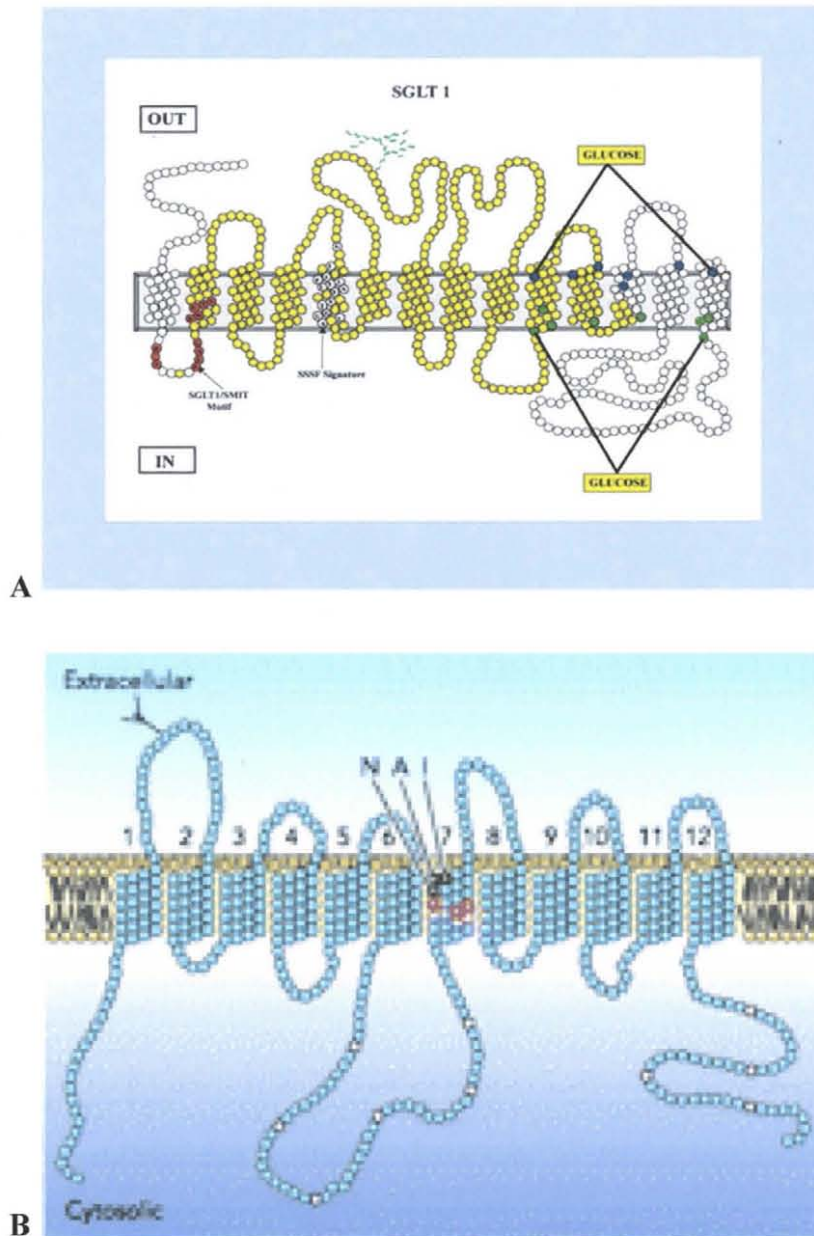 SGLT 1
OUT
GLUCOSE
SSSF Signature
SGLT1/SMIT
Motif
IN
GLUCOSE
A
Extracellular
N A I
1 2 3 4 5 6 7 8 9 10 11 12
Cytosolic
B